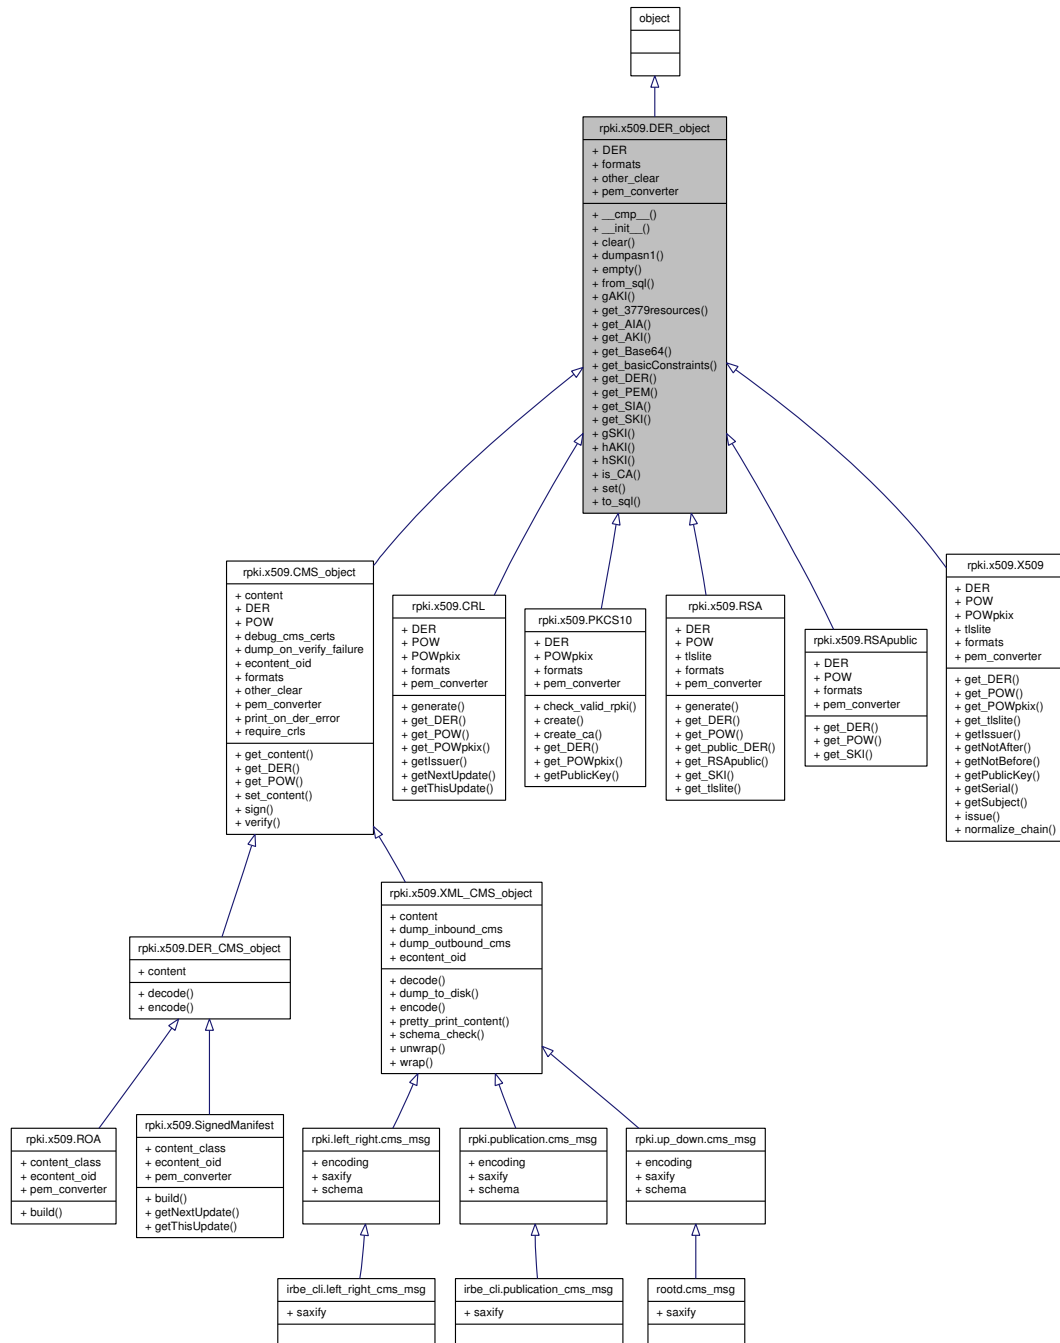 object
rpki.x509.DER_object
+ DER
+ formats
+ other_clear
+ pem_converter
+ __cmp__()
+ __init__()
+ clear()
+ dumpasn1()
+ empty()
+ from_sql()
+ gAKI()
+ get_3779resources()
+ get_AIA()
+ get_AKI()
+ get_Base64()
+ get_basicConstraints()
+ get_DER()
+ get_PEM()
+ get_SIA()
+ get_SKI()
+ gSKI()
+ hAKI()
+ hSKI()
+ is_CA()
+ set()
+ to_sql()
rpki.x509.CMS_object
+ content
+ DER
+ POW
+ debug_cms_certs
+ dump_on_verify_failure
+ econtent_oid
+ formats
+ other_clear
+ pem_converter
+ print_on_der_error
+ require_crls
+ get_content()
+ get_DER()
+ get_POW()
+ set_content()
+ sign()
+ verify()
rpki.x509.CRL
+ DER
+ POW
+ POWpkix
+ formats
+ pem_converter
+ generate()
+ get_DER()
+ get_POW()
+ get_POWpkix()
+ getIssuer()
+ getNextUpdate()
+ getThisUpdate()
rpki.x509.PKCS10
+ DER
+ POWpkix
+ formats
+ pem_converter
+ check_valid_rpki()
+ create()
+ create_ca()
+ get_DER()
+ get_POWpkix()
+ getPublicKey()
rpki.x509.RSA
+ DER
+ POW
+ tlslite
+ formats
+ pem_converter
+ generate()
+ get_DER()
+ get_POW()
+ get_public_DER()
+ get_RSApublic()
+ get_SKI()
+ get_tlslite()
rpki.x509.RSApublic
+ DER
+ POW
+ formats
+ pem_converter
+ get_DER()
+ get_POW()
+ get_SKI()
rpki.x509.X509
+ DER
+ POW
+ POWpkix
+ tlslite
+ formats
+ pem_converter
+ get_DER()
+ get_POW()
+ get_POWpkix()
+ get_tlslite()
+ getIssuer()
+ getNotAfter()
+ getNotBefore()
+ getPublicKey()
+ getSerial()
+ getSubject()
+ issue()
+ normalize_chain()
rpki.x509.DER_CMS_object
+ content
+ decode()
+ encode()
rpki.x509.XML_CMS_object
+ content
+ dump_inbound_cms
+ dump_outbound_cms
+ econtent_oid
+ decode()
+ dump_to_disk()
+ encode()
+ pretty_print_content()
+ schema_check()
+ unwrap()
+ wrap()
rpki.x509.ROA
+ content_class
+ econtent_oid
+ pem_converter
+ build()
rpki.x509.SignedManifest
+ content_class
+ econtent_oid
+ pem_converter
+ build()
+ getNextUpdate()
+ getThisUpdate()
rpki.left_right.cms_msg
+ encoding
+ saxify
+ schema
rpki.publication.cms_msg
+ encoding
+ saxify
+ schema
rpki.up_down.cms_msg
+ encoding
+ saxify
+ schema
irbe_cli.left_right_cms_msg
+ saxify
irbe_cli.publication_cms_msg
+ saxify
rootd.cms_msg
+ saxify